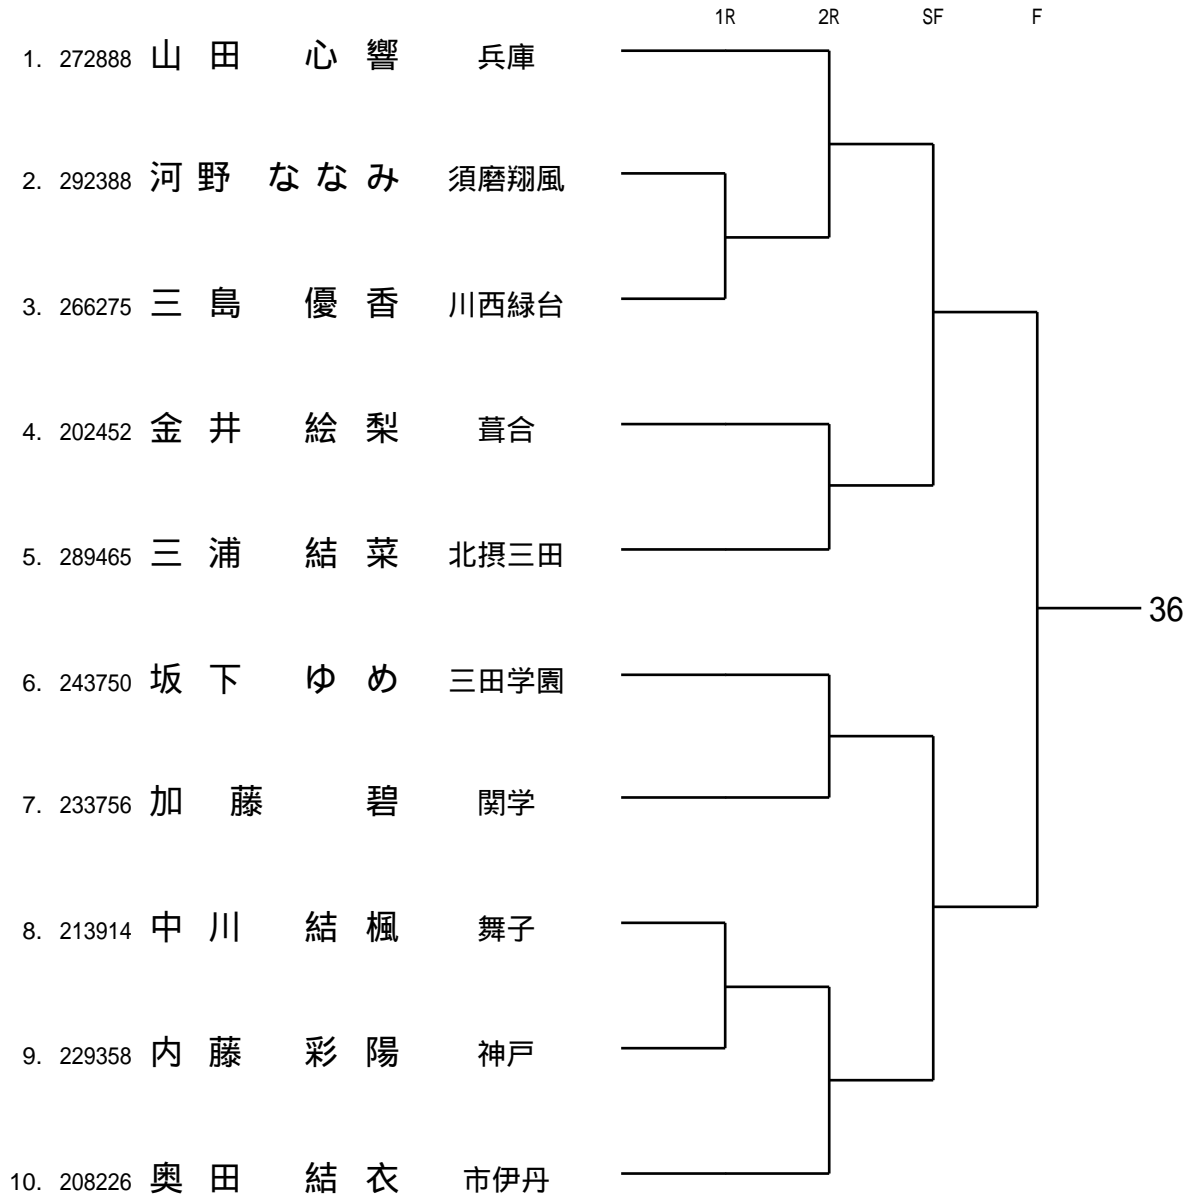 1R 2R SF F
1. 272888 山田 心響 兵庫
2. 292388 河野 ななみ 須磨翔風
3. 266275 三島 優香 川西緑台
4. 202452 金井 絵梨 葺合
5. 289465 三浦 結菜 北摂三田
36
6. 243750 坂下 ゆめ 三田学園
7. 233756 加藤 碧 関学
8. 213914 中川 結楓 舞子
9. 229358 内藤 彩陽 神戸
10. 208226 奥田 結衣 市伊丹